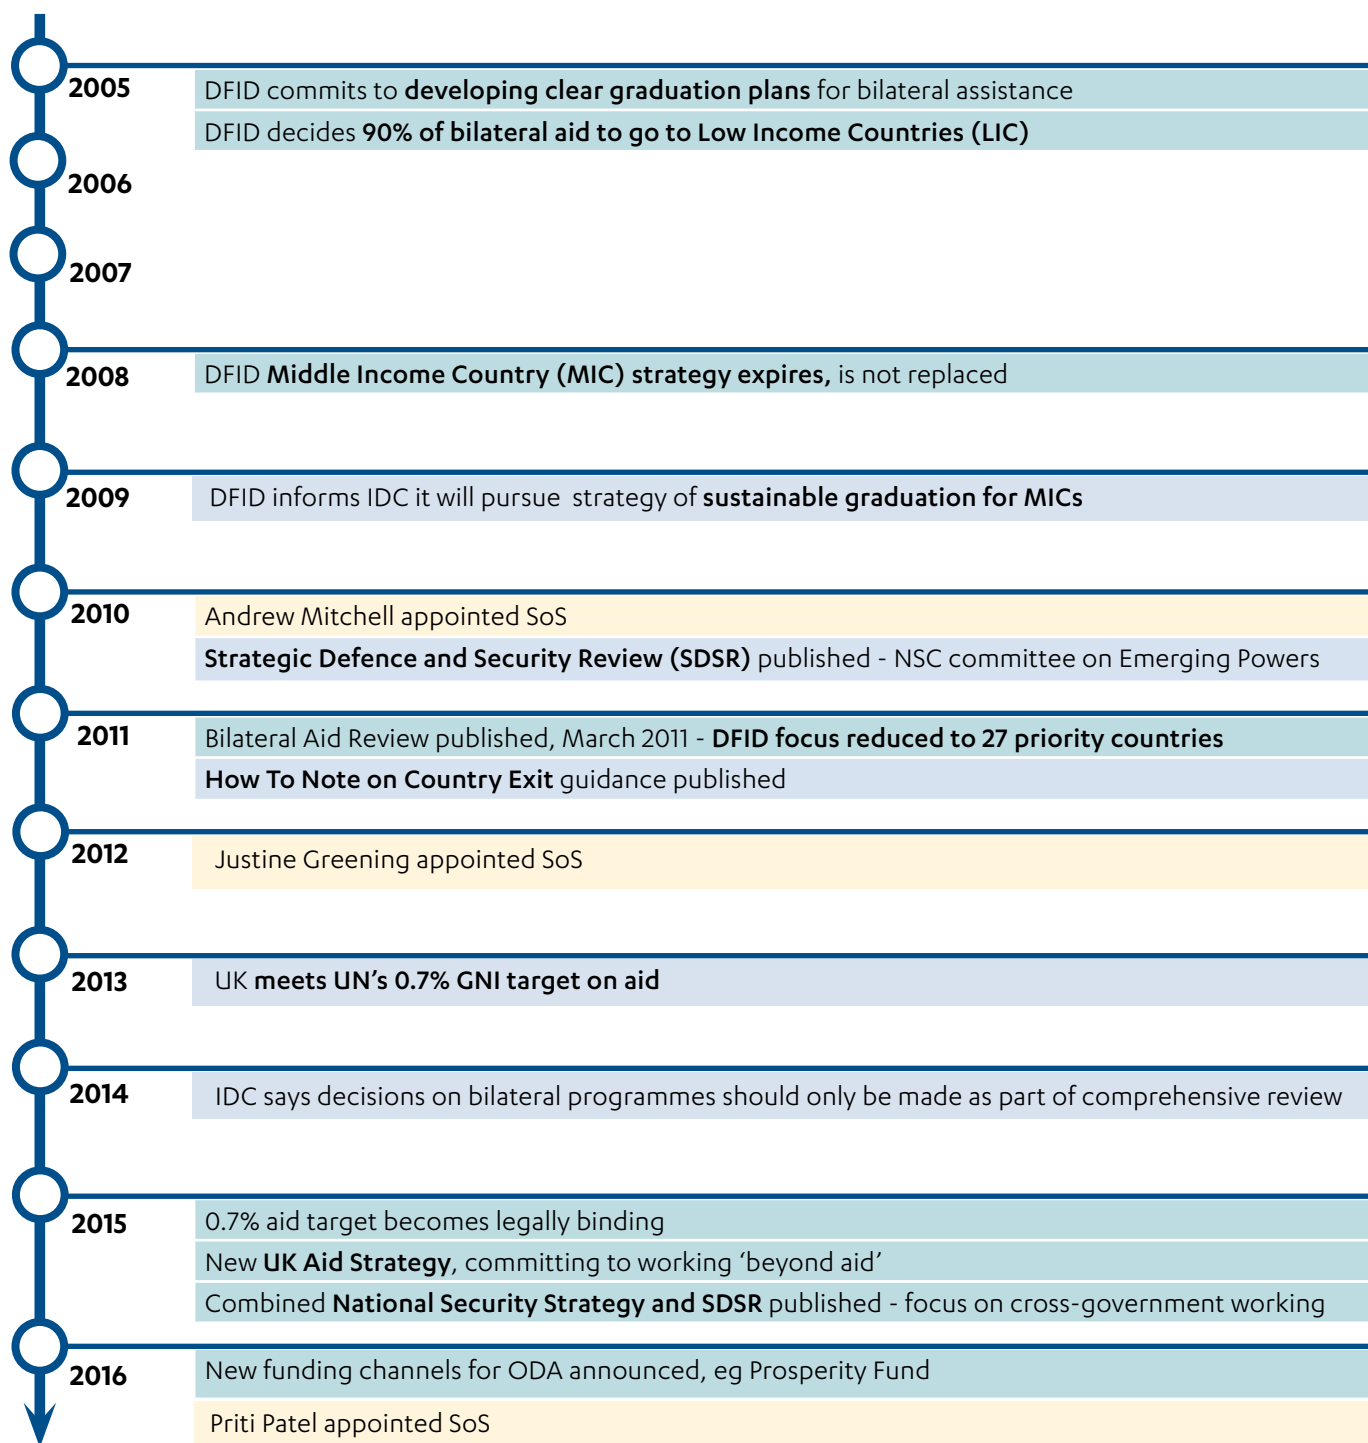 2005
DFID commits to developing clear graduation plans for bilateral assistance
DFID decides 90% of bilateral aid to go to Low Income Countries (LIC)
2006
2007
2008
DFID Middle Income Country (MIC) strategy expires, is not replaced
2009
DFID informs IDC it will pursue strategy of sustainable graduation for MICs
2010
Andrew Mitchell appointed SoS
Strategic Defence and Security Review (SDSR) published - NSC committee on Emerging Powers
2011
Bilateral Aid Review published, March 2011 - DFID focus reduced to 27 priority countries
How To Note on Country Exit guidance published
2012
Justine Greening appointed SoS
2013
UK meets UN's 0.7% GNI target on aid
2014
IDC says decisions on bilateral programmes should only be made as part of comprehensive review
2015
0.7% aid target becomes legally binding
New UK Aid Strategy, committing to working ‘beyond aid’
Combined National Security Strategy and SDSR published - focus on cross-government working
2016
New funding channels for ODA announced, eg Prosperity Fund
Priti Patel appointed SoS